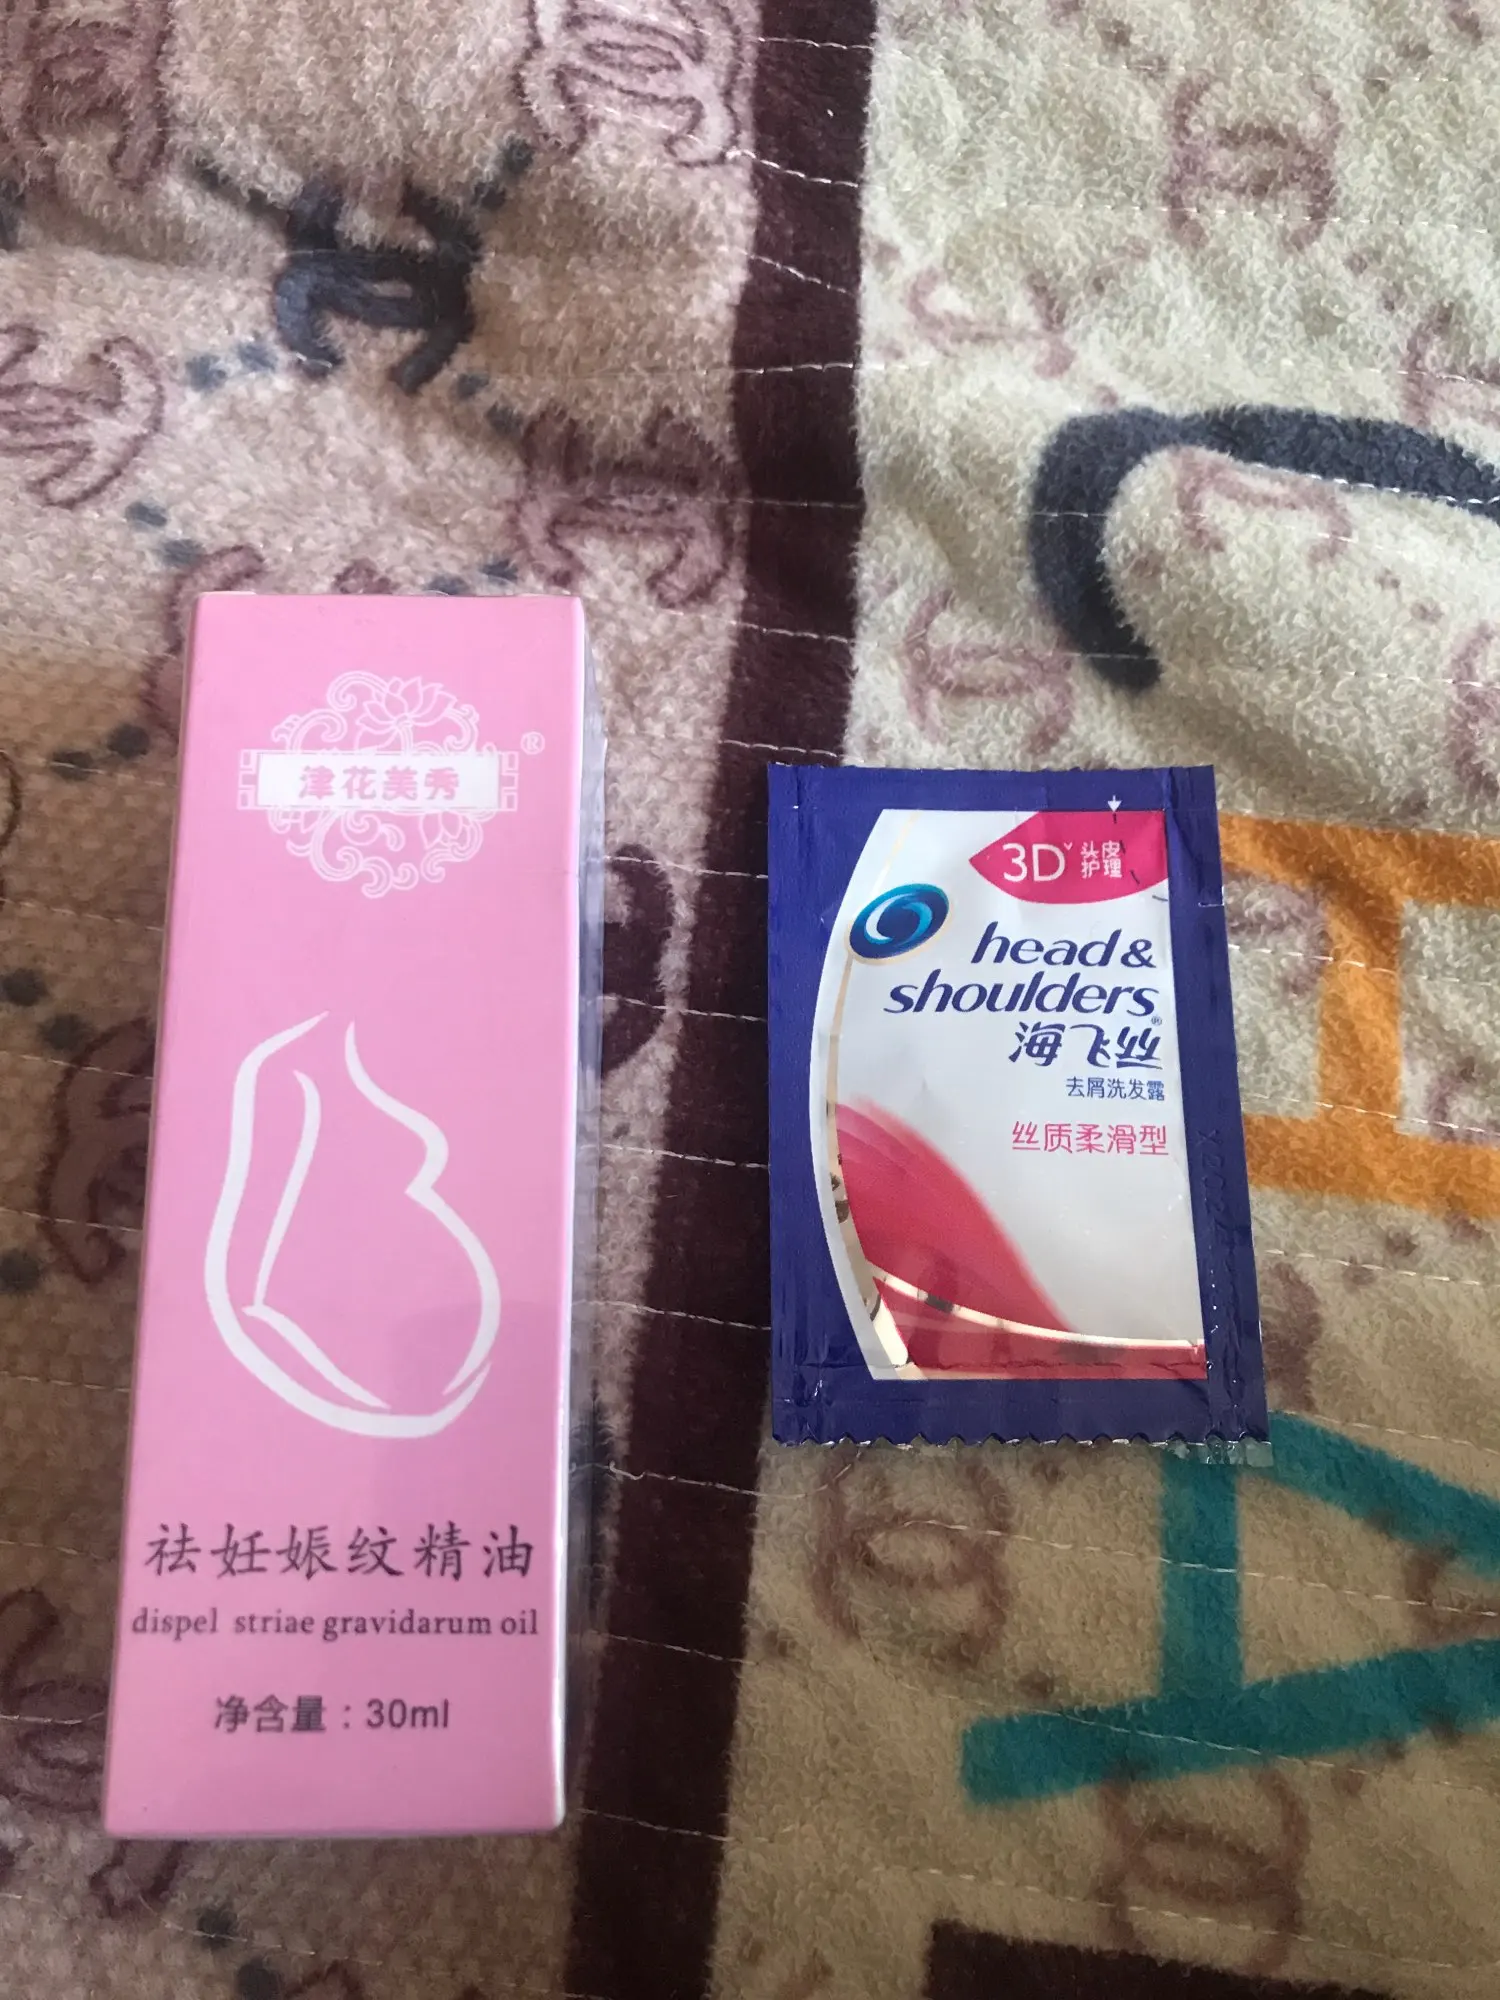 津花美秀
®
祛妊娠纹精油
dispel striae gravidarum oil
净含量：30ml
3D
头皮
护理
head &
shoulders®
海飞丝
去屑洗发露
丝质柔滑型